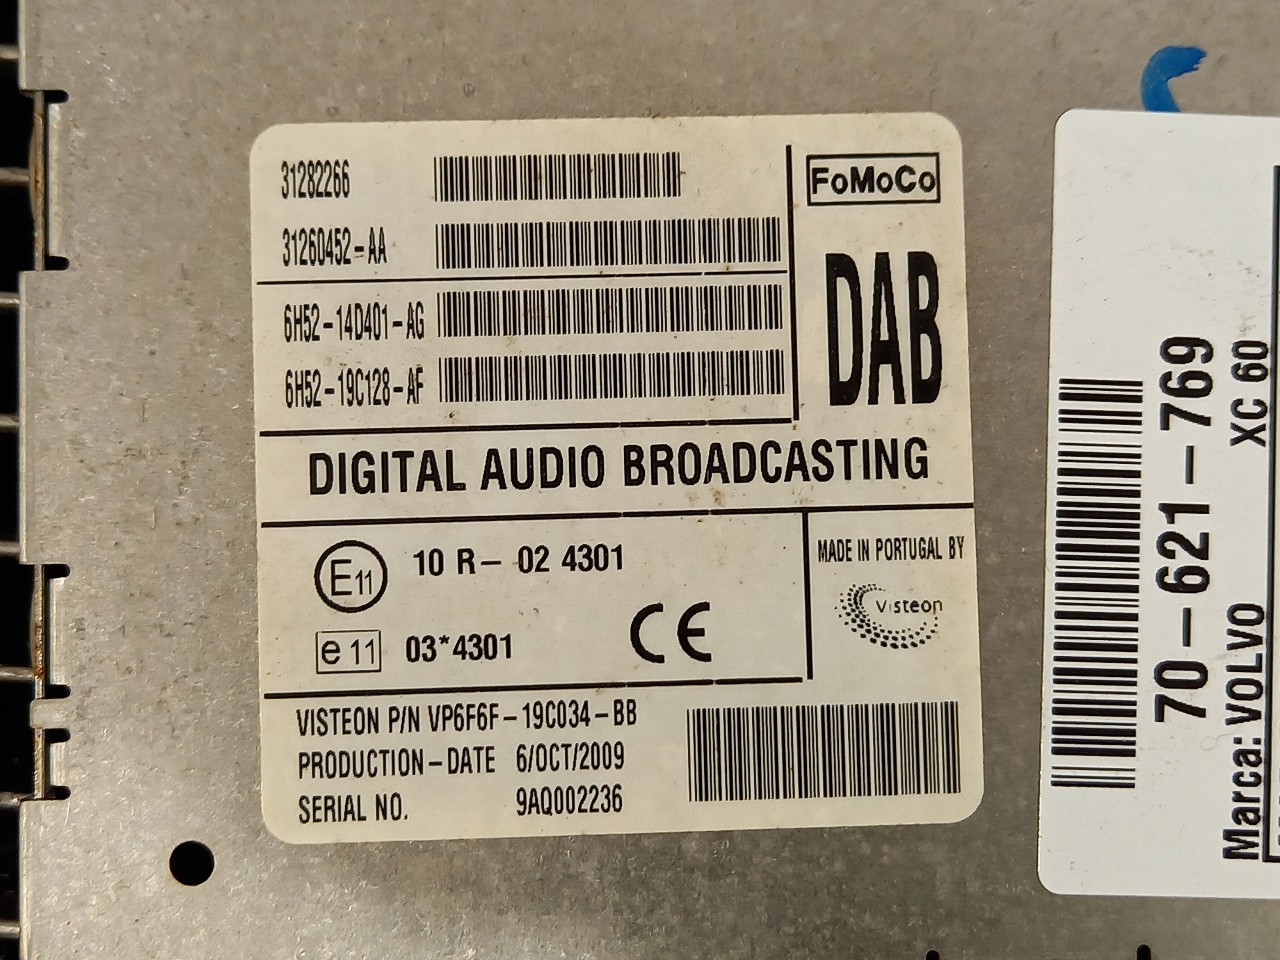 31282266
31260452-AA
6H52-14D401-AG
6H52-19C128-AF
FoMoCo
DAB
DIGITAL AUDIO BROADCASTING
E11 10 R- 02 4301
e 11 03*4301
CE
MADE IN PORTUGAL BY
Visteon
VISTEON P/N VP6F6F-19C034-BB
PRODUCTION-DATE 6/OCT/2009
SERIAL NO. 9AQ002236
70-621-769
Marca: VOLVO XC 60